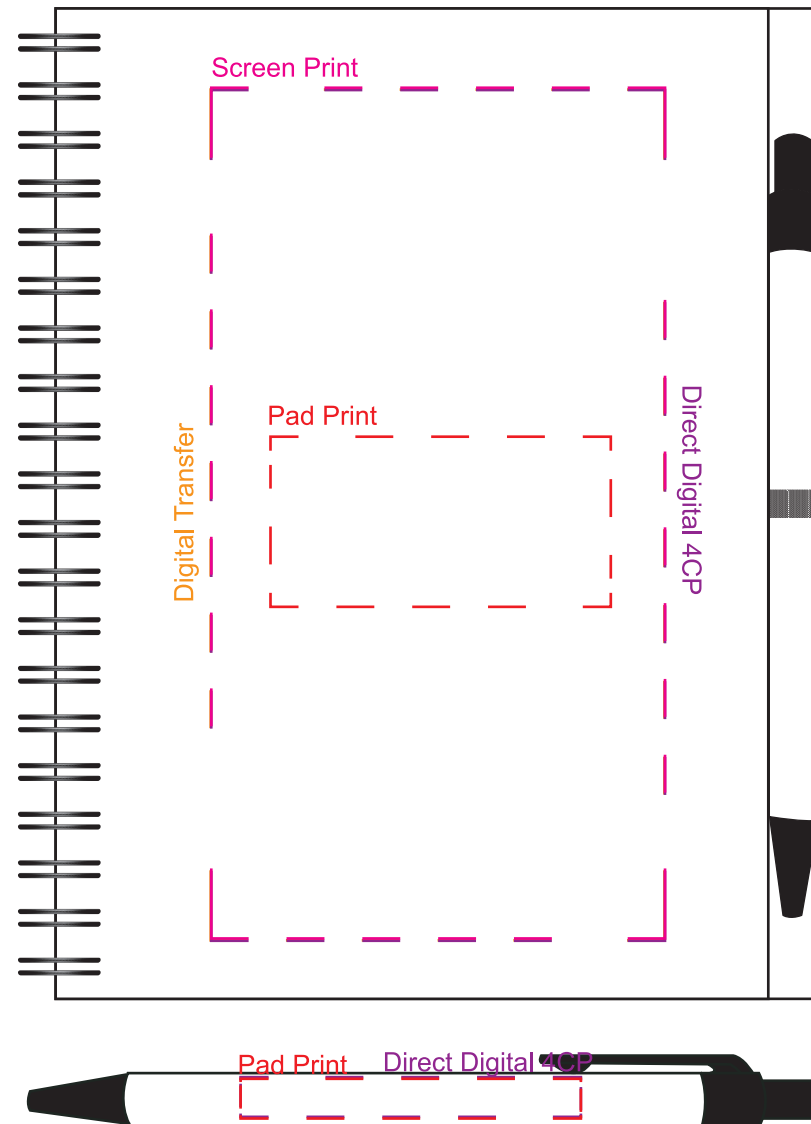 Screen Print
Pad Print
Digital Transfer
Direct Digital 4CP
Pad Print
Direct Digital 4CP